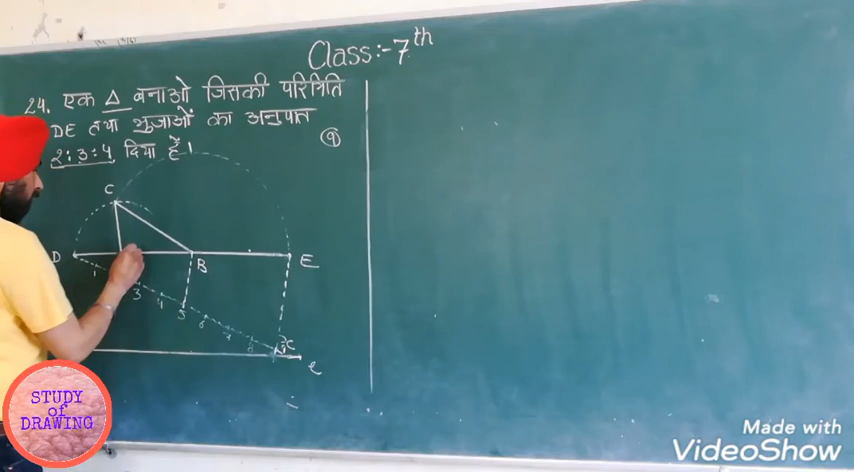 Class:-7th
24. एक △ बनाओ जिसकी परिमिति
DE तथा भुजाओं का अनुपात
2:3:4 दिया है।
(9)
C
D
B
E
1
3
4
5
6
7
8
C
e
STUDY
of
DRAWING
Made with
VideoShow